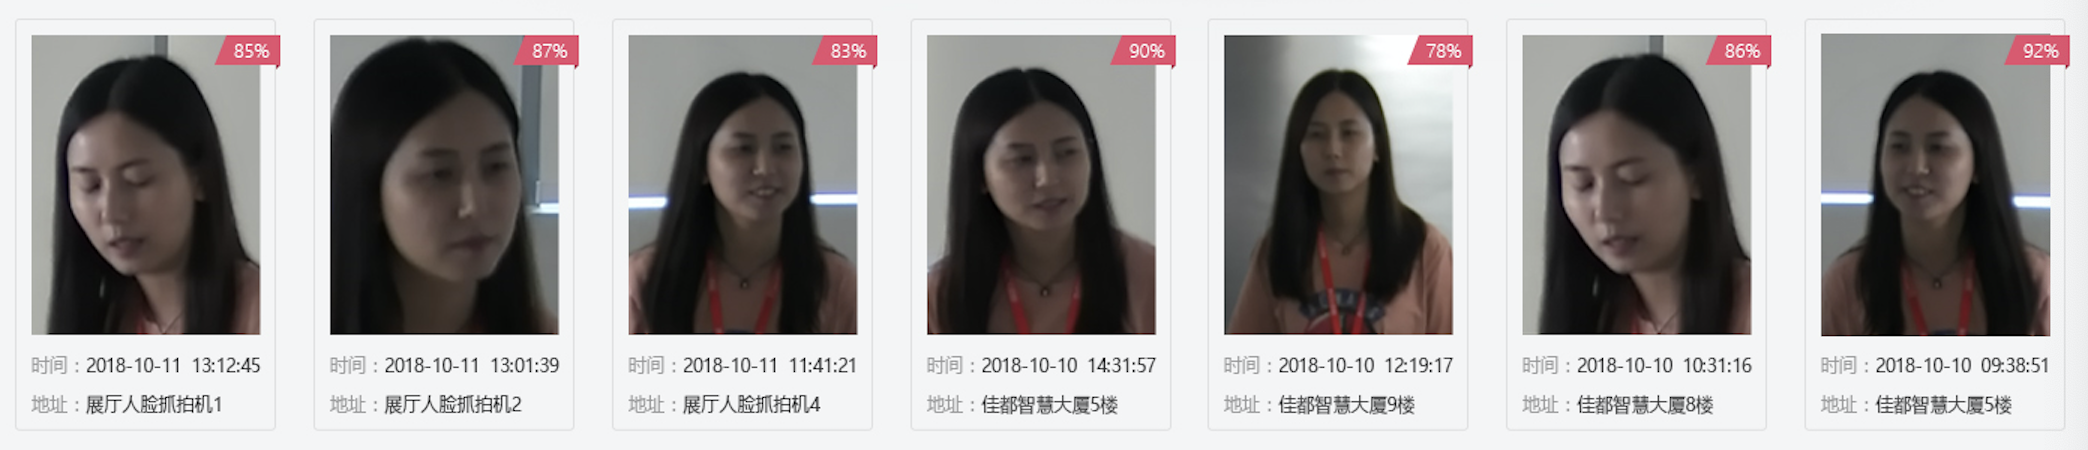 85%
87%
83%
90%
78%
86%
92%
时间：2018-10-11 13:12:45
地址：展厅人脸抓拍机1
时间：2018-10-11 13:01:39
地址：展厅人脸抓拍机2
时间：2018-10-11 11:41:21
地址：展厅人脸抓拍机4
时间：2018-10-10 14:31:57
地址：佳都智慧大厦5楼
时间：2018-10-10 12:19:17
地址：佳都智慧大厦9楼
时间：2018-10-10 10:31:16
地址：佳都智慧大厦8楼
时间：2018-10-10 09:38:51
地址：佳都智慧大厦5楼